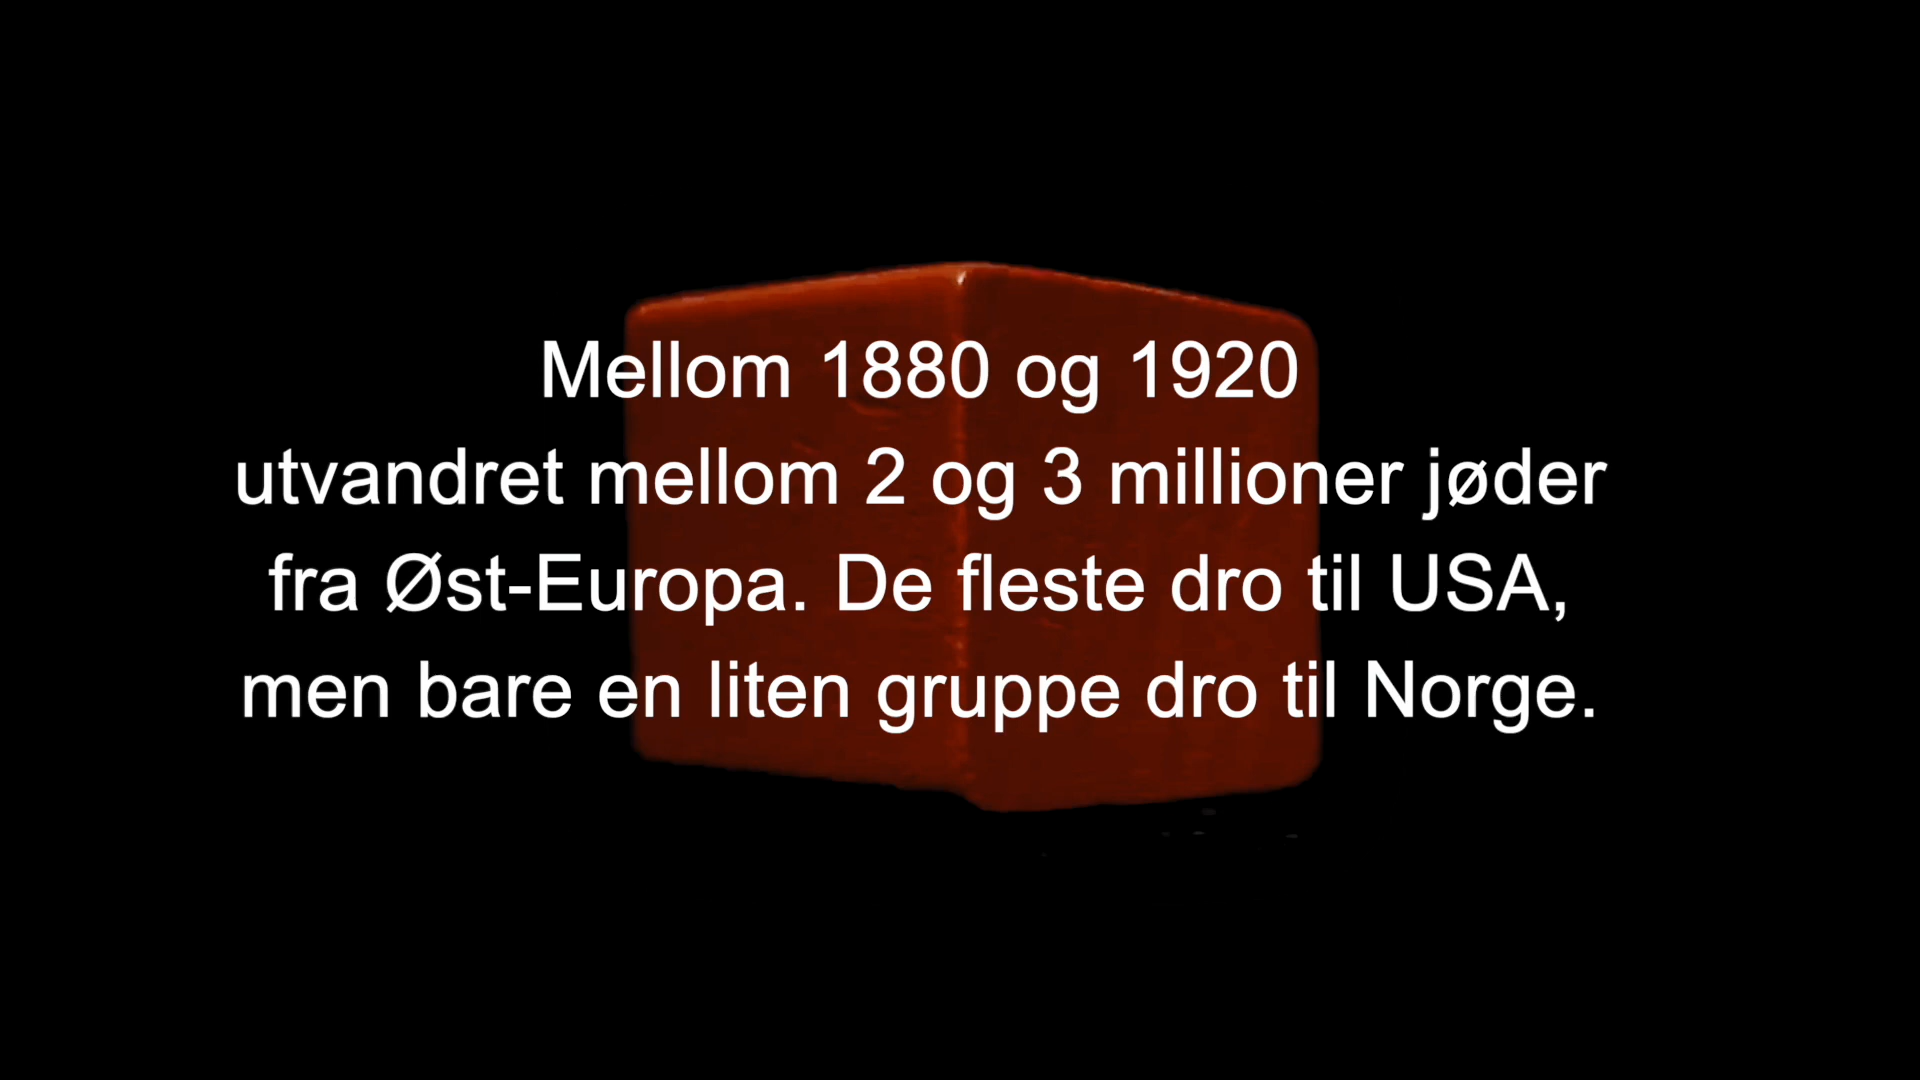 Mellom 1880 og 1920
utvandret mellom 2 og 3 millioner jøder
fra Øst-Europa. De fleste dro til USA,
men bare en liten gruppe dro til Norge.